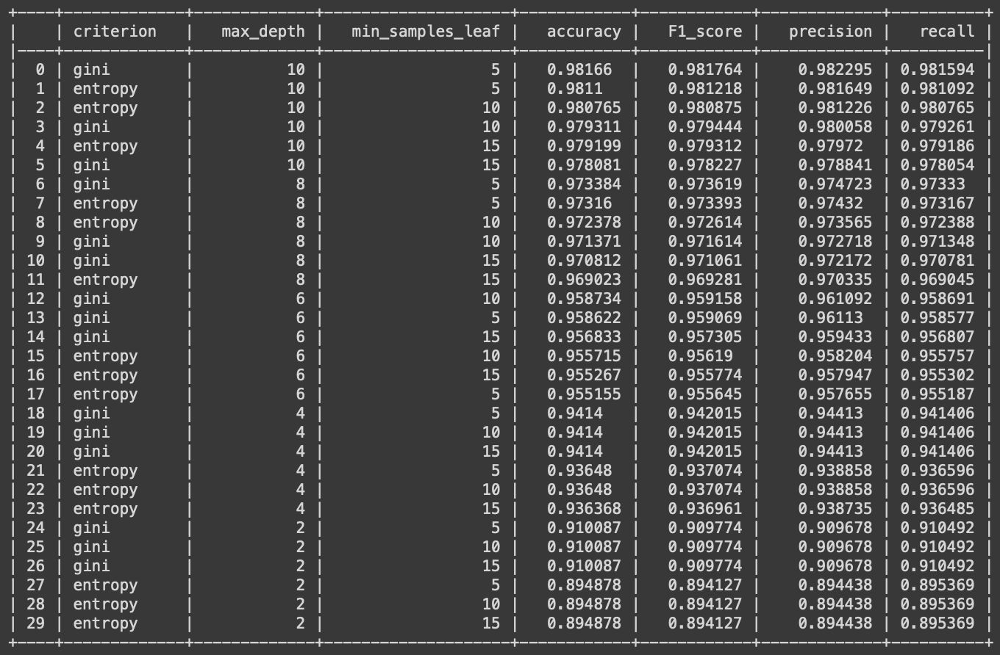 +----+-------------+-------------+--------------------+------------+------------+-------------+----------+
|    | criterion   |   max_depth |   min_samples_leaf |   accuracy |   F1_score |   precision |   recall |
|----+-------------+-------------+--------------------+------------+------------+-------------+----------|
|  0 | gini        |          10 |                  5 |   0.98166  |   0.981764 |    0.982295 | 0.981594 |
|  1 | entropy     |          10 |                  5 |   0.9811   |   0.981218 |    0.981649 | 0.981092 |
|  2 | entropy     |          10 |                 10 |   0.980765 |   0.980875 |    0.981226 | 0.980765 |
|  3 | gini        |          10 |                 10 |   0.979311 |   0.979444 |    0.980058 | 0.979261 |
|  4 | entropy     |          10 |                 15 |   0.979199 |   0.979312 |    0.97972  | 0.979186 |
|  5 | gini        |          10 |                 15 |   0.978081 |   0.978227 |    0.978841 | 0.978054 |
|  6 | gini        |           8 |                  5 |   0.973384 |   0.973619 |    0.974723 | 0.97333  |
|  7 | entropy     |           8 |                  5 |   0.97316  |   0.973393 |    0.97432  | 0.973167 |
|  8 | entropy     |           8 |                 10 |   0.972378 |   0.972614 |    0.973565 | 0.972388 |
|  9 | gini        |           8 |                 10 |   0.971371 |   0.971614 |    0.972718 | 0.971348 |
| 10 | gini        |           8 |                 15 |   0.970812 |   0.971061 |    0.972172 | 0.970781 |
| 11 | entropy     |           8 |                 15 |   0.969023 |   0.969281 |    0.970335 | 0.969045 |
| 12 | gini        |           6 |                 10 |   0.958734 |   0.959158 |    0.961092 | 0.958691 |
| 13 | gini        |           6 |                  5 |   0.958622 |   0.959069 |    0.96113  | 0.958577 |
| 14 | gini        |           6 |                 15 |   0.956833 |   0.957305 |    0.959433 | 0.956807 |
| 15 | entropy     |           6 |                 10 |   0.955715 |   0.95619  |    0.958204 | 0.955757 |
| 16 | entropy     |           6 |                 15 |   0.955267 |   0.955774 |    0.957947 | 0.955302 |
| 17 | entropy     |           6 |                  5 |   0.955155 |   0.955645 |    0.957655 | 0.955187 |
| 18 | gini        |           4 |                  5 |   0.9414   |   0.942015 |    0.94413  | 0.941406 |
| 19 | gini        |           4 |                 10 |   0.9414   |   0.942015 |    0.94413  | 0.941406 |
| 20 | gini        |           4 |                 15 |   0.9414   |   0.942015 |    0.94413  | 0.941406 |
| 21 | entropy     |           4 |                  5 |   0.93648  |   0.937074 |    0.938858 | 0.936596 |
| 22 | entropy     |           4 |                 10 |   0.93648  |   0.937074 |    0.938858 | 0.936596 |
| 23 | entropy     |           4 |                 15 |   0.936368 |   0.936961 |    0.938735 | 0.936485 |
| 24 | gini        |           2 |                  5 |   0.910087 |   0.909774 |    0.909678 | 0.910492 |
| 25 | gini        |           2 |                 10 |   0.910087 |   0.909774 |    0.909678 | 0.910492 |
| 26 | gini        |           2 |                 15 |   0.910087 |   0.909774 |    0.909678 | 0.910492 |
| 27 | entropy     |           2 |                  5 |   0.894878 |   0.894127 |    0.894438 | 0.895369 |
| 28 | entropy     |           2 |                 10 |   0.894878 |   0.894127 |    0.894438 | 0.895369 |
| 29 | entropy     |           2 |                 15 |   0.894878 |   0.894127 |    0.894438 | 0.895369 |
+----+-------------+-------------+--------------------+------------+------------+-------------+----------+